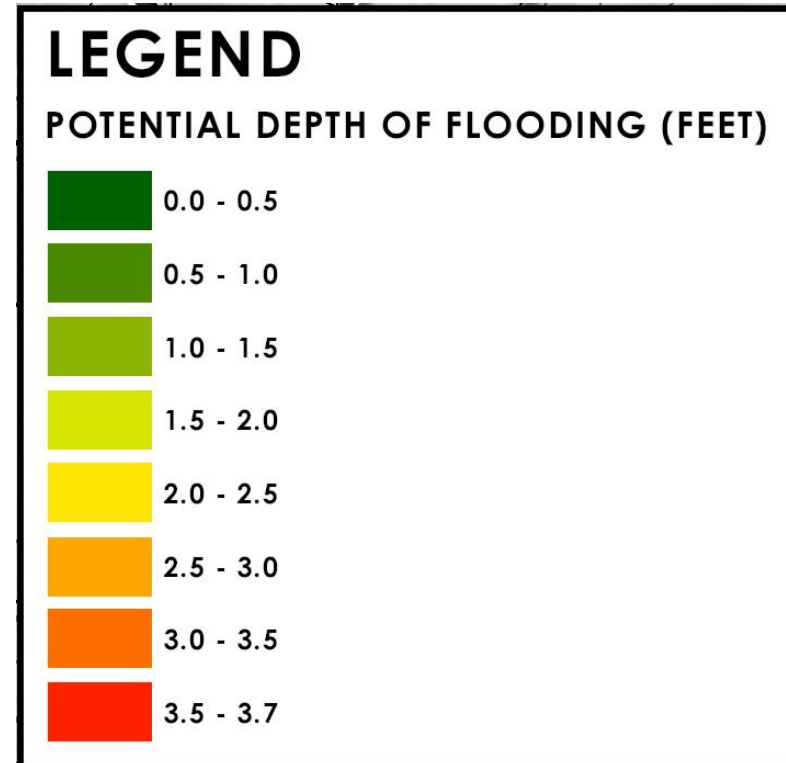 LEGEND
POTENTIAL DEPTH OF FLOODING (FEET)
0.0 - 0.5
0.5 - 1.0
1.0 - 1.5
1.5 - 2.0
2.0 - 2.5
2.5 - 3.0
3.0 - 3.5
3.5 - 3.7